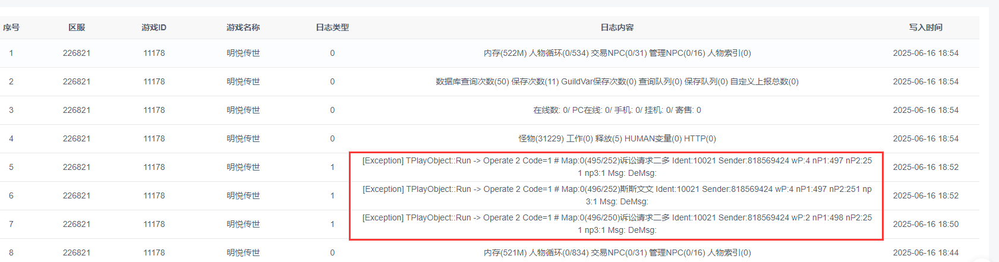 序号 区服 游戏ID 游戏名称 日志类型 日志内容 写入时间
1 226821 11178 明悦传世 0 内存(522M) 人物循环(0/534) 交易NPC(0/31) 管理NPC(0/16) 人物索引(0) 2025-06-16 18:54
2 226821 11178 明悦传世 0 数据库查询次数(50) 保存次数(11) GuildVar保存次数(0) 查询队列(0) 保存队列(0) 自定义上报总数(0) 2025-06-16 18:54
3 226821 11178 明悦传世 0 在线数: 0/ PC在线: 0/ 手机: 0/ 挂机: 0/ 寄售: 0 2025-06-16 18:54
4 226821 11178 明悦传世 0 怪物(31229) 工作(0) 释放(5) HUMAN变量(0) HTTP(0) 2025-06-16 18:54
[Exception] TPlayObject::Run -> Operate 2 Code=1 # Map:0(495/252)诉讼请求二多 Ident:10021 Sender:818569424 wP:4 nP1:497 nP2:25
5 226821 11178 明悦传世 1 1 np3:1 Msg: DeMsg: 2025-06-16 18:52
[Exception] TPlayObject::Run -> Operate 2 Code=1 # Map:0(496/252)斯斯文文 Ident:10021 Sender:818569424 wP:4 nP1:497 nP2:251 np
6 226821 11178 明悦传世 1 3:1 Msg: DeMsg: 2025-06-16 18:52
[Exception] TPlayObject::Run -> Operate 2 Code=1 # Map:0(496/250)诉讼请求二多 Ident:10021 Sender:818569424 wP:2 nP1:498 nP2:25
7 226821 11178 明悦传世 1 1 np3:1 Msg: DeMsg: 2025-06-16 18:50
8 226821 11178 明悦传世 0 内存(521M) 人物循环(0/834) 交易NPC(0/31) 管理NPC(0/16) 人物索引(0) 2025-06-16 18:44